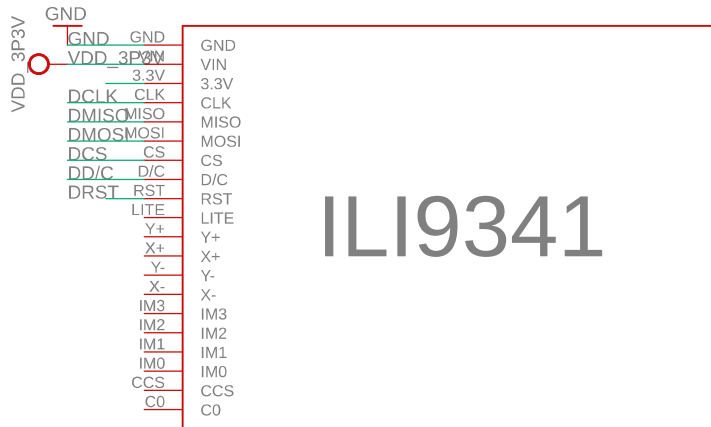 GND
VDD_3P3V
GND GND GND
VDD_3P3V VIN VIN
3.3V 3.3V
DCLK CLK CLK
DMISO MISO MISO
DMOSI MOSI MOSI
DCS CS CS
DD/C D/C D/C
DRST RST RST
LITE LITE
Y+ Y+
X+ X+
Y- Y-
X- X-
IM3 IM3
IM2 IM2
IM1 IM1
IM0 IM0
CCS CCS
C0 C0
ILI9341